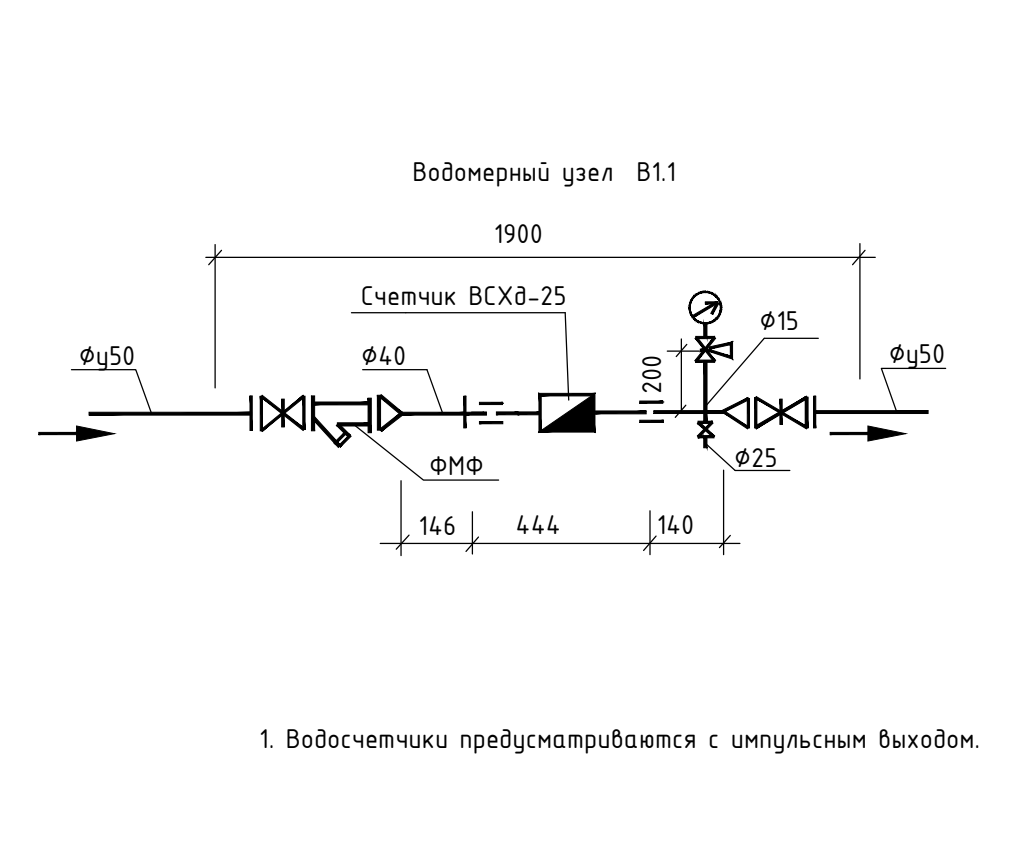 Водомерный узел В1.1
1900
Счетчик ВСХд-25
Ф15
Фу50
Ф40
200
Фу50
ФМФ
Ф25
146
444
140
1. Водосчетчики предусматриваются с импульсным выходом.